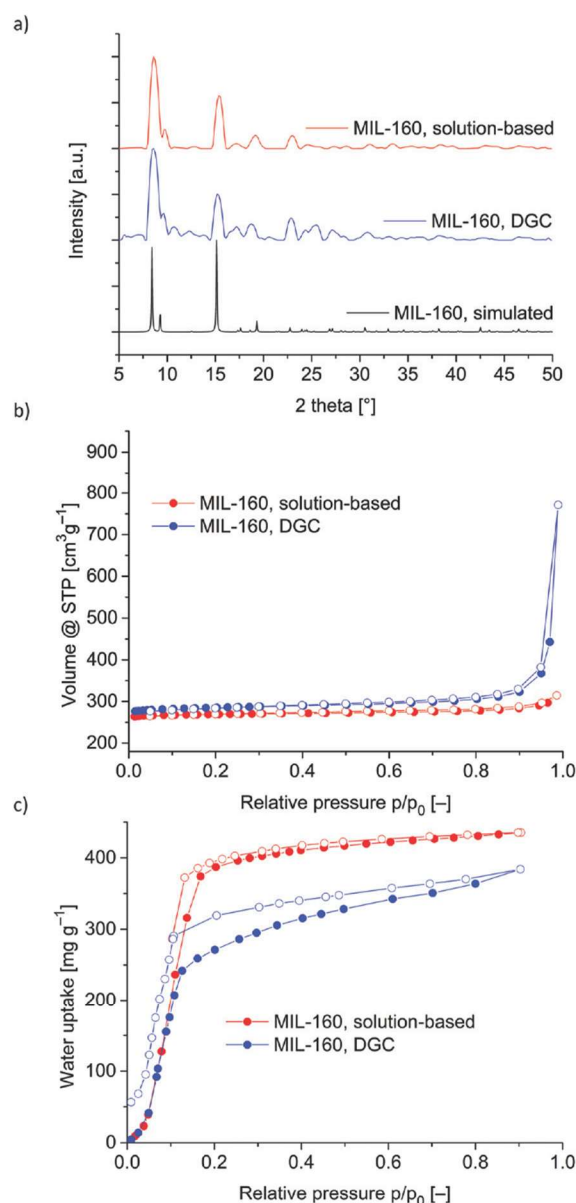 a)
Intensity [a.u.]
MIL-160, solution-based
MIL-160, DGC
MIL-160, simulated
5 10 15 20 25 30 35 40 45 50
2 theta [°]
b)
Volume @ STP [cm³g⁻¹]
900
800
700
600
500
400
300
200
MIL-160, solution-based
MIL-160, DGC
0.0 0.2 0.4 0.6 0.8 1.0
Relative pressure p/p₀ [–]
c)
Water uptake [mg g⁻¹]
400
300
200
100
0
MIL-160, solution-based
MIL-160, DGC
0.0 0.2 0.4 0.6 0.8 1.0
Relative pressure p/p₀ [–]